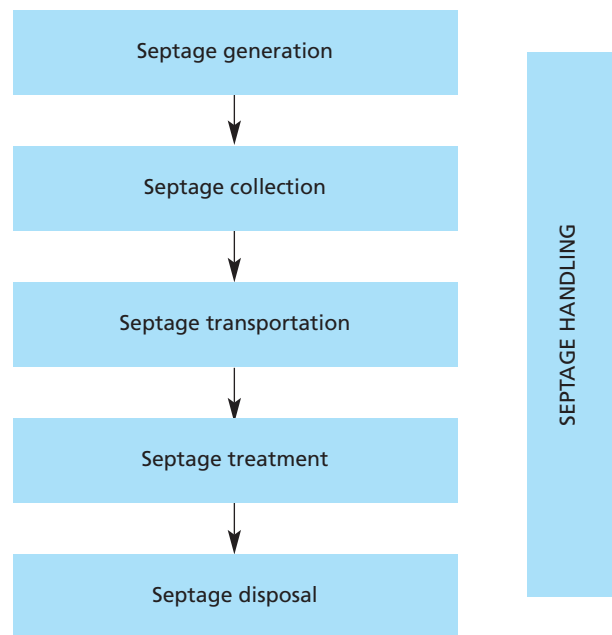 Septage generation
Septage collection
Septage transportation
Septage treatment
Septage disposal
SEPTAGE HANDLING